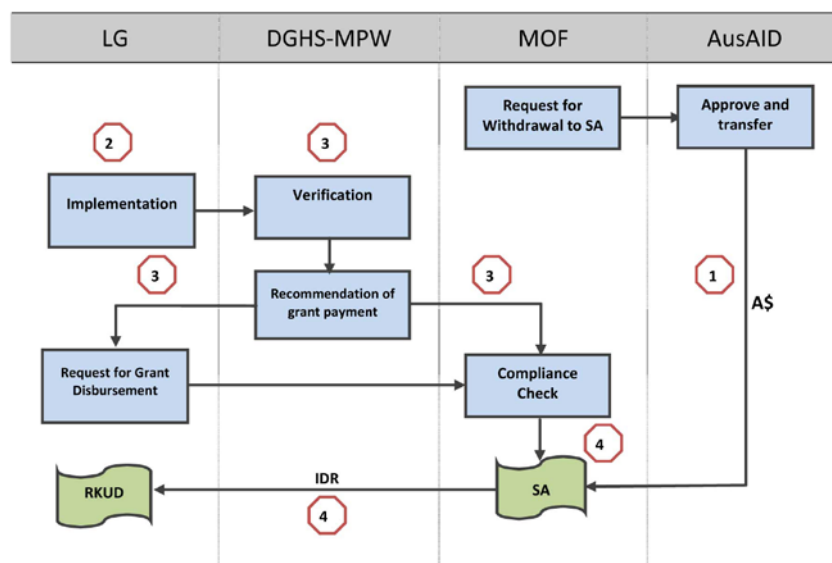 LG
DGHS-MPW
MOF
AusAID
Request for
Withdrawal to SA
Approve and
transfer
2
3
Implementation
Verification
3
Recommendation of
grant payment
3
1
A$
Request for Grant
Disbursement
Compliance
Check
4
RKUD
IDR
SA
4